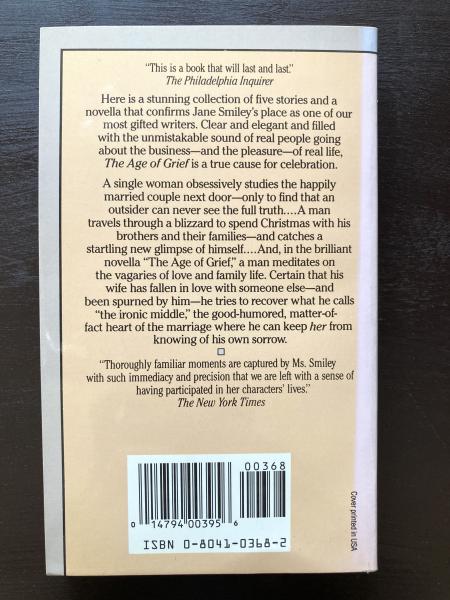 "This is a book that will last and last."
The Philadelphia Inquirer
Here is a stunning collection of five stories and a
novella that confirms Jane Smiley's place as one of our
most gifted writers. Clear and elegant and filled
with the unmistakable sound of real people going
about the business—and the pleasure—of real life,
The Age of Grief is a true cause for celebration.
A single woman obsessively studies the happily
married couple next door—only to find that an
outsider can never see the full truth....A man
travels through a blizzard to spend Christmas with his
brothers and their families—and catches a
startling new glimpse of himself....And, in the brilliant
novella "The Age of Grief," a man meditates on
the vagaries of love and family life. Certain that his
wife has fallen in love with someone else—and
been spurned by him—he tries to recover what he calls
"the ironic middle," the good-humored, matter-of-
fact heart of the marriage where he can keep her from
knowing of his own sorrow.
"Thoroughly familiar moments are captured by Ms. Smiley
with such immediacy and precision that we are left with a sense of
having participated in her characters' lives."
The New York Times
00368
0 14794 00395 6
ISBN 0-8041-0368-2
Cover printed in USA